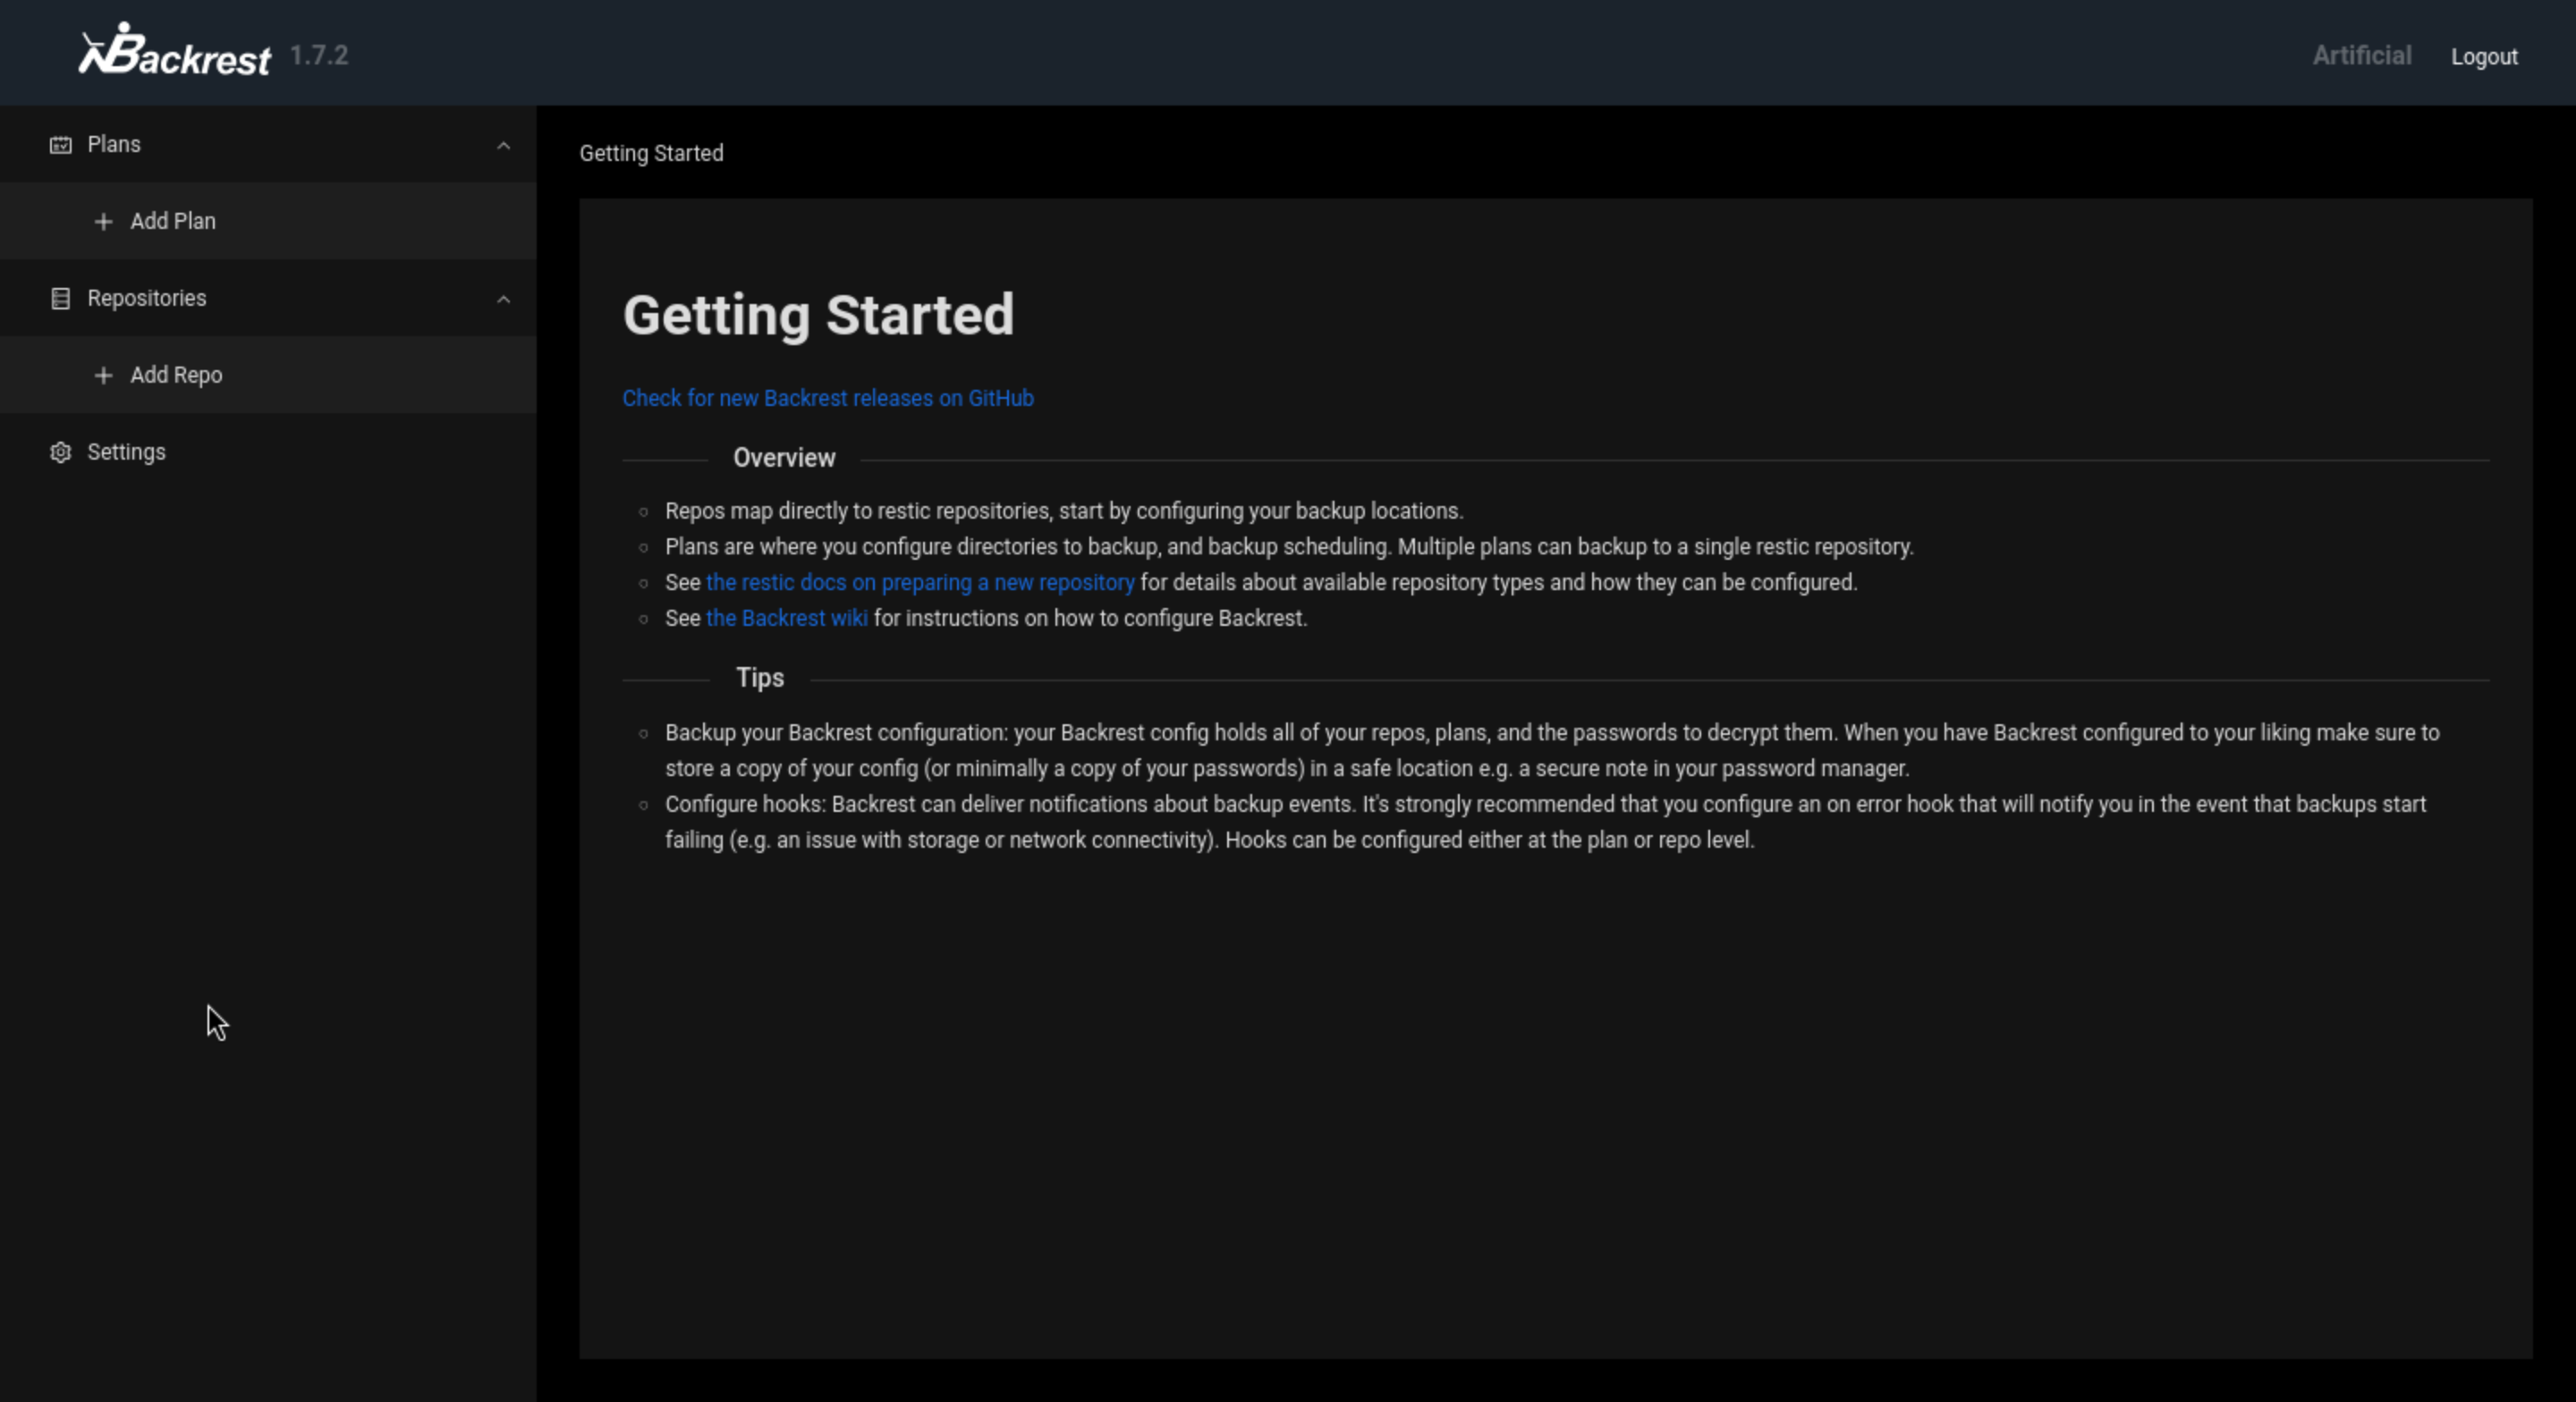 Backrest 1.7.2
Artificial Logout
Plans
Add Plan
Repositories
Add Repo
Settings
Getting Started
Getting Started
Check for new Backrest releases on GitHub
Overview
Repos map directly to restic repositories, start by configuring your backup locations.
Plans are where you configure directories to backup, and backup scheduling. Multiple plans can backup to a single restic repository.
See the restic docs on preparing a new repository for details about available repository types and how they can be configured.
See the Backrest wiki for instructions on how to configure Backrest.
Tips
Backup your Backrest configuration: your Backrest config holds all of your repos, plans, and the passwords to decrypt them. When you have Backrest configured to your liking make sure to
store a copy of your config (or minimally a copy of your passwords) in a safe location e.g. a secure note in your password manager.
Configure hooks: Backrest can deliver notifications about backup events. It's strongly recommended that you configure an on error hook that will notify you in the event that backups start
failing (e.g. an issue with storage or network connectivity). Hooks can be configured either at the plan or repo level.